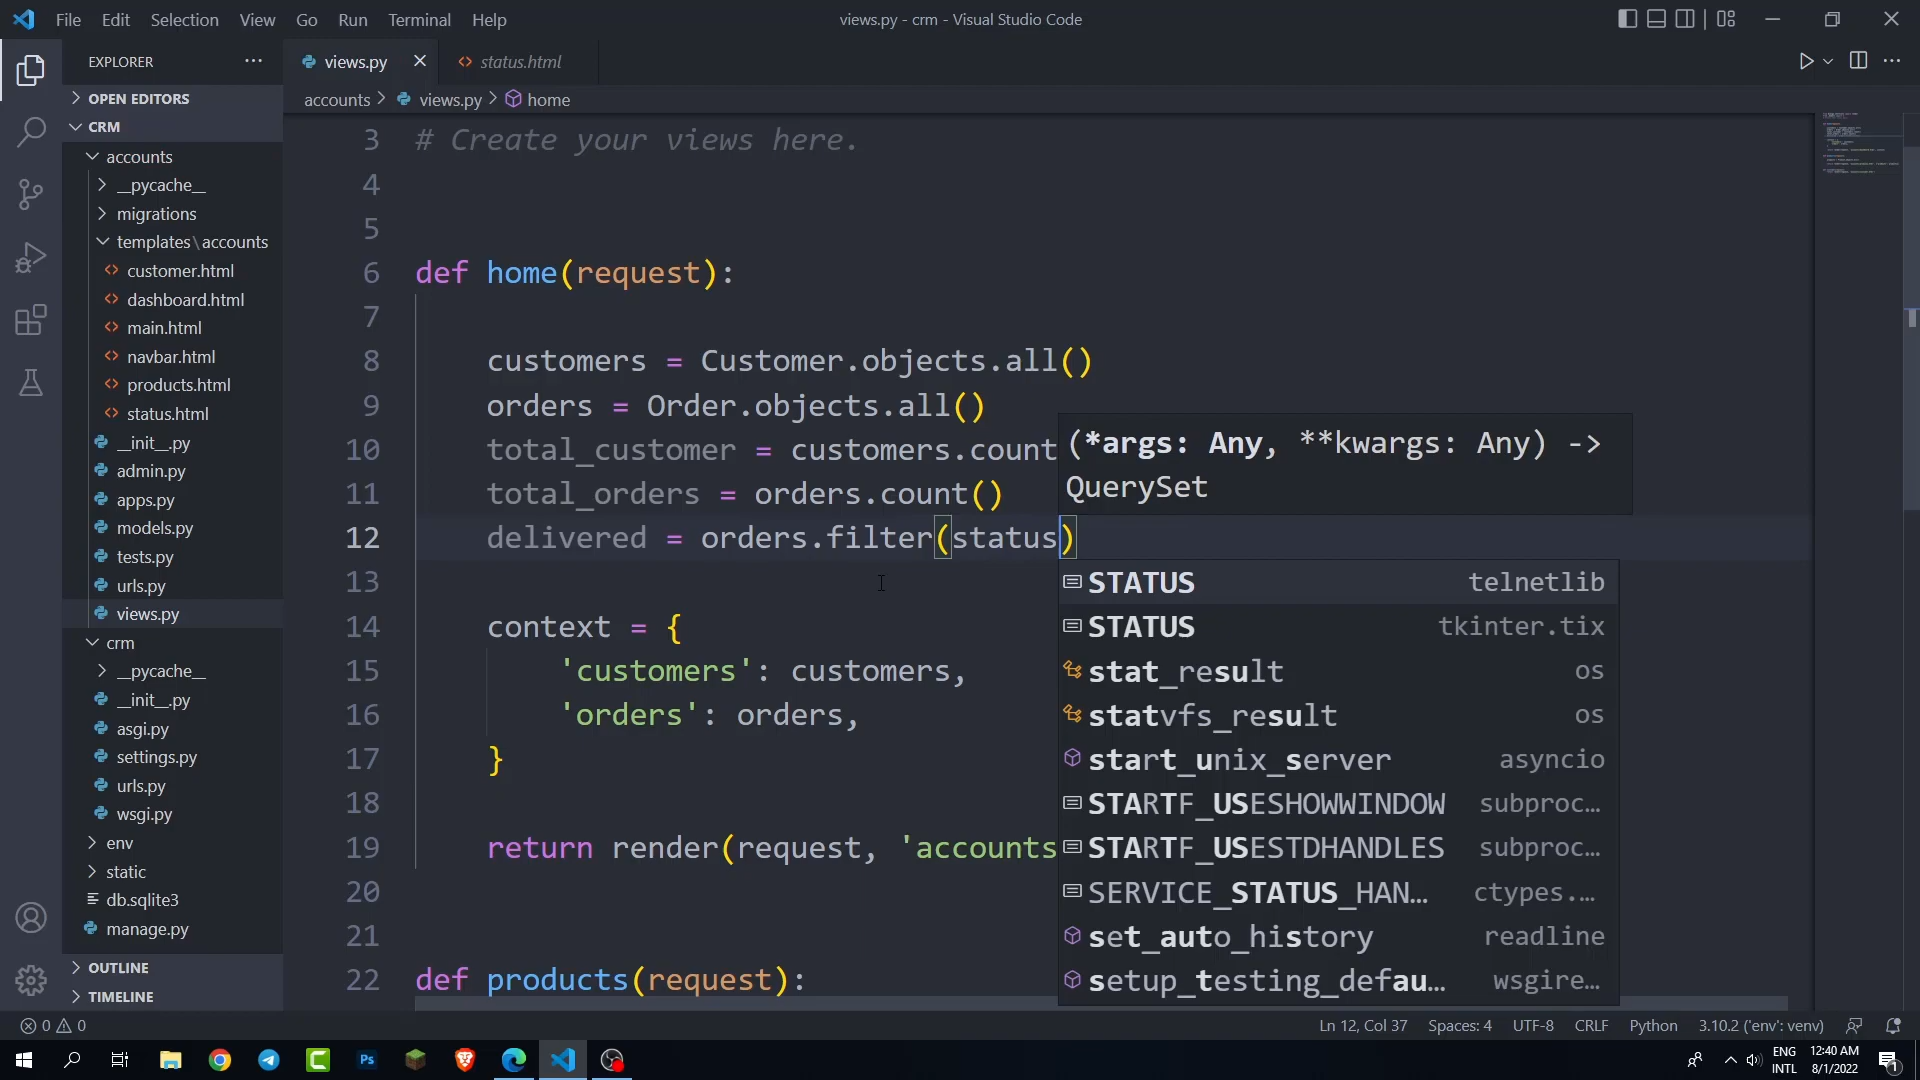 File Edit Selection View Go Run Terminal Help
views.py - crm - Visual Studio Code
EXPLORER
views.py
status.html
OPEN EDITORS
CRM
accounts > views.py > home
accounts
__pycache__
migrations
templates\accounts
customer.html
dashboard.html
main.html
navbar.html
products.html
status.html
__init__.py
admin.py
apps.py
models.py
tests.py
urls.py
views.py
crm
__pycache__
__init__.py
asgi.py
settings.py
urls.py
wsgi.py
env
static
db.sqlite3
manage.py
OUTLINE
TIMELINE
3 # Create your views here.
4
5
6 def home(request):
7
8 customers = Customer.objects.all()
9 orders = Order.objects.all()
10 total_customer = customers.count
11 total_orders = orders.count()
12 delivered = orders.filter(status)
13
14 context = {
15 'customers': customers,
16 'orders': orders,
17 }
18
19 return render(request, 'accounts
20
21
22 def products(request):
(*args: Any, **kwargs: Any) ->
QuerySet
STATUS telnetlib
STATUS tkinter.tix
stat_result os
statvfs_result os
start_unix_server asyncio
STARTF_USESHOWWINDOW subproc…
STARTF_USESTDHANDLES subproc…
SERVICE_STATUS_HAN… ctypes.…
set_auto_history readline
setup_testing_defau… wsgire…
0 0
Ln 12, Col 37 Spaces: 4 UTF-8 CRLF Python 3.10.2 ('env': venv)
Ps
ENG
INTL
12:40 AM
8/1/2022
1